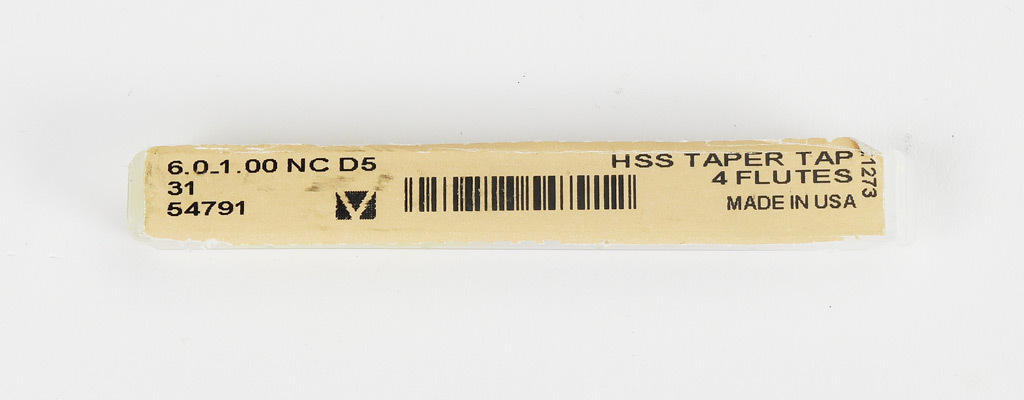 6.0-1.00 NC D5
31
54791
HSS TAPER TAP
4 FLUTES
MADE IN USA
1273